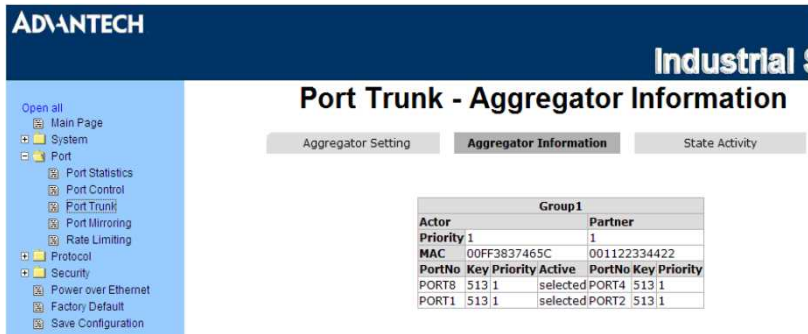 ADVANTECH
Industrial
Port Trunk - Aggregator Information
Open all
Main Page
System
Port
Port Statistics
Port Control
Port Trunk
Port Mirroring
Rate Limiting
Protocol
Security
Power over Ethernet
Factory Default
Save Configuration
Aggregator Setting Aggregator Information State Activity
Group1
Actor Partner
Priority 1 1
MAC 00FF3837465C 001122334422
PortNo Key Priority Active PortNo Key Priority
PORT8 513 1 selected PORT4 513 1
PORT1 513 1 selected PORT2 513 1